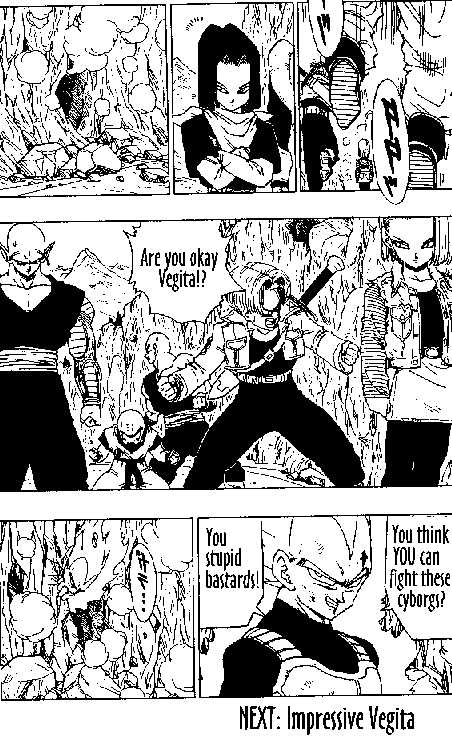 Are you okay
Vegita!?
You
stupid
bastards!
You think
YOU can
fight these
cyborgs?
NEXT: Impressive Vegita